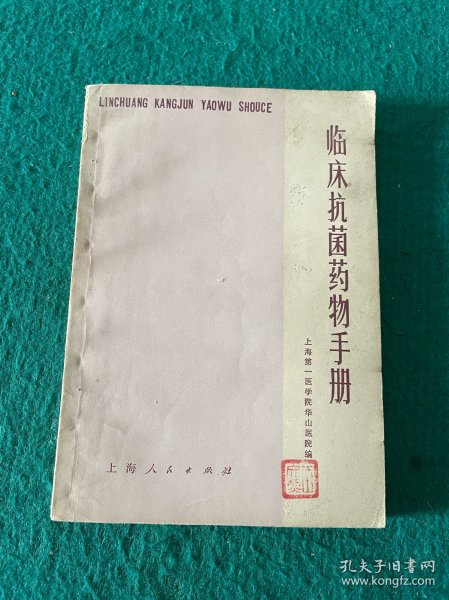 LINCHUANG KANGJUN YAOWU SHOUCE
临床抗菌药物手册
上海第一医学院华山医院编
上海人民出版社
孔夫子旧书网
www.kongfz.com